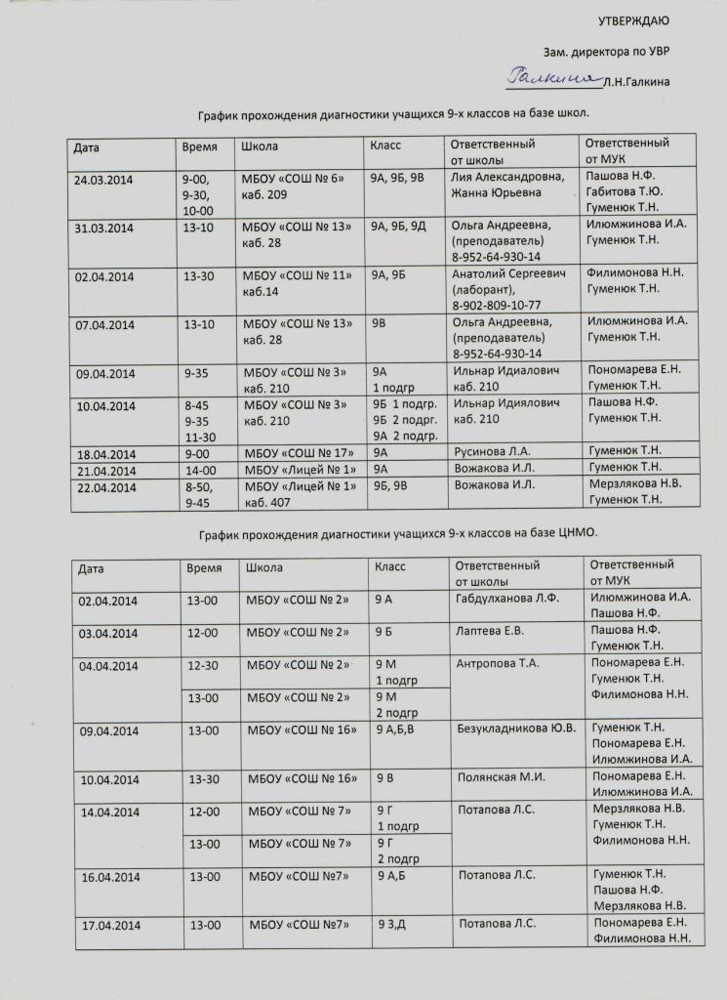 УТВЕРЖДАЮ
Зам. директора по УВР
Галкина Л.Н.Галкина
График прохождения диагностики учащихся 9-х классов на базе школ.
Дата Время Школа Класс Ответственный от школы Ответственный от МУК
24.03.2014 9-00, 9-30, 10-00 МБОУ «СОШ № 6» каб. 209 9А, 9Б, 9В Лия Александровна, Жанна Юрьевна Пашова Н.Ф. Габитова Т.Ю. Гуменюк Т.Н.
31.03.2014 13-10 МБОУ «СОШ № 13» каб. 28 9А, 9Б, 9Д Ольга Андреевна, (преподаватель) 8-952-64-930-14 Илюмжинова И.А. Гуменюк Т.Н.
02.04.2014 13-30 МБОУ «СОШ № 11» каб.14 9А, 9Б Анатолий Сергеевич (лаборант), 8-902-809-10-77 Филимонова Н.Н. Гуменюк Т.Н.
07.04.2014 13-10 МБОУ «СОШ № 13» каб. 28 9В Ольга Андреевна, (преподаватель) 8-952-64-930-14 Илюмжинова И.А. Гуменюк Т.Н.
09.04.2014 9-35 МБОУ «СОШ № 3» каб. 210 9А 1 подгр Ильнар Идиалович каб. 210 Пономарева Е.Н. Гуменюк Т.Н.
10.04.2014 8-45 9-35 11-30 МБОУ «СОШ № 3» каб. 210 9Б 1 подгр. 9Б 2 подрг. 9А 2 подгр. Ильнар Идиялович каб. 210 Пашова Н.Ф. Гуменюк Т.Н.
18.04.2014 9-00 МБОУ «СОШ № 17» 9А Русинова Л.А. Гуменюк Т.Н.
21.04.2014 14-00 МБОУ «Лицей № 1» 9А Вожакова И.Л. Гуменюк Т.Н.
22.04.2014 8-50, 9-45 МБОУ «Лицей № 1» каб. 407 9Б, 9В Вожакова И.Л. Мерзлякова Н.В. Гуменюк Т.Н.
График прохождения диагностики учащихся 9-х классов на базе ЦНМО.
Дата Время Школа Класс Ответственный от школы Ответственный от МУК
02.04.2014 13-00 МБОУ «СОШ № 2» 9 А Габдулханова Л.Ф. Илюмжинова И.А. Пашова Н.Ф.
03.04.2014 12-00 МБОУ «СОШ № 2» 9 Б Лаптева Е.В. Пашова Н.Ф. Гуменюк Т.Н.
04.04.2014 12-30 МБОУ «СОШ № 2» 9 М 1 подгр Антропова Т.А. Пономарева Е.Н. Гуменюк Т.Н. Филимонова Н.Н.
13-00 МБОУ «СОШ № 2» 9 М 2 подгр
09.04.2014 13-00 МБОУ «СОШ № 16» 9 А,Б,В Безукладникова Ю.В. Гуменюк Т.Н. Пономарева Е.Н. Илюмжинова И.А.
10.04.2014 13-30 МБОУ «СОШ № 16» 9 В Полянская М.И. Пономарева Е.Н. Илюмжинова И.А.
14.04.2014 12-00 МБОУ «СОШ № 7» 9 Г 1 подгр Потапова Л.С. Мерзлякова Н.В. Гуменюк Т.Н. Филимонова Н.Н.
13-00 МБОУ «СОШ № 7» 9 Г 2 подгр
16.04.2014 13-00 МБОУ «СОШ №7» 9 А,Б Потапова Л.С. Гуменюк Т.Н. Пашова Н.Ф. Мерзлякова Н.В.
17.04.2014 13-00 МБОУ «СОШ №7» 9 З,Д Потапова Л.С. Пономарева Е.Н. Филимонова Н.Н.